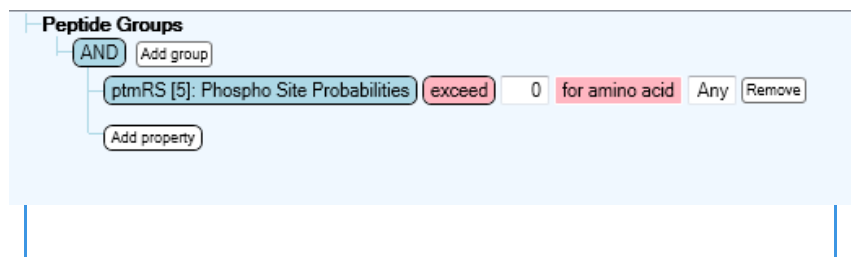 Peptide Groups
AND Add group
ptmRS [5]: Phospho Site Probabilities exceed 0 for amino acid Any Remove
Add property